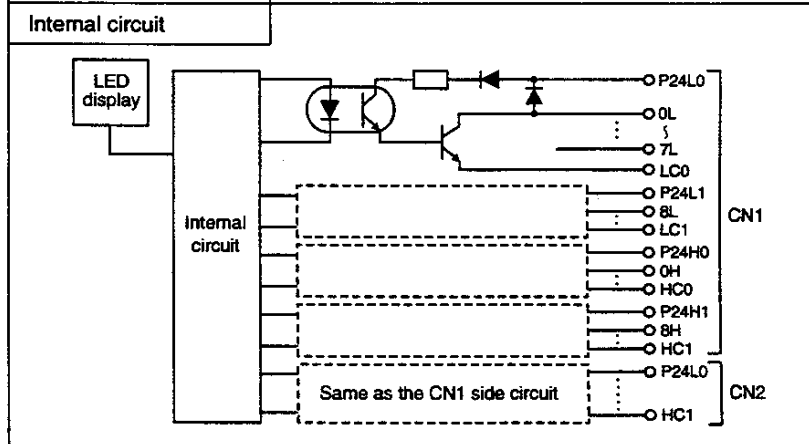 Internal circuit
LED
display
Internal
circuit
P24L0
0L
7L
LC0
P24L1
8L
LC1
P24H0
0H
HC0
P24H1
8H
HC1
CN1
Same as the CN1 side circuit
P24L0
HC1
CN2